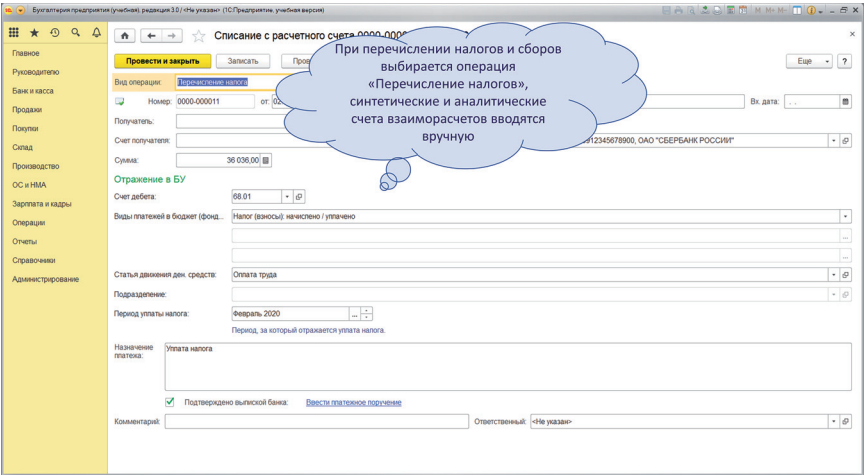 Бухгалтерия предприятия (учебная), редакция 3.0 / <Не указан> (1С:Предприятие, учебная версия)
M M+ M-
Описание с расчетного счета 0000-000
Провести и закрыть Записать Пров
Еще ?
Главное
Руководителю
Банк и касса
Продажи
Покупки
Склад
Производство
ОС и НМА
Зарплата и кадры
Операции
Отчеты
Справочники
Администрирование
При перечислении налогов и сборов
выбирается операция
«Перечисление налогов»,
синтетические и аналитические
счета взаиморасчетов вводятся
вручную
Вид операции: Перечисление налога
Номер: 0000-000011 от: 02 Вх. дата: . .
Получатель:
Счет получателя: 912345678900, ОАО "СБЕРБАНК РОССИИ"
Сумма: 36 036,00
Отражение в БУ
Счет дебета: 68.01
Виды платежей в бюджет (фонд... Налог (взносы): начислено / уплачено
Статья движения ден. средств: Оплата труда
Подразделение:
Период уплаты налога: Февраль 2020
Период, за который отражается уплата налога.
Назначение
платежа:
Уплата налога
Подтверждено выпиской банка: Ввести платежное поручение
Комментарий: Ответственный: <Не указан>